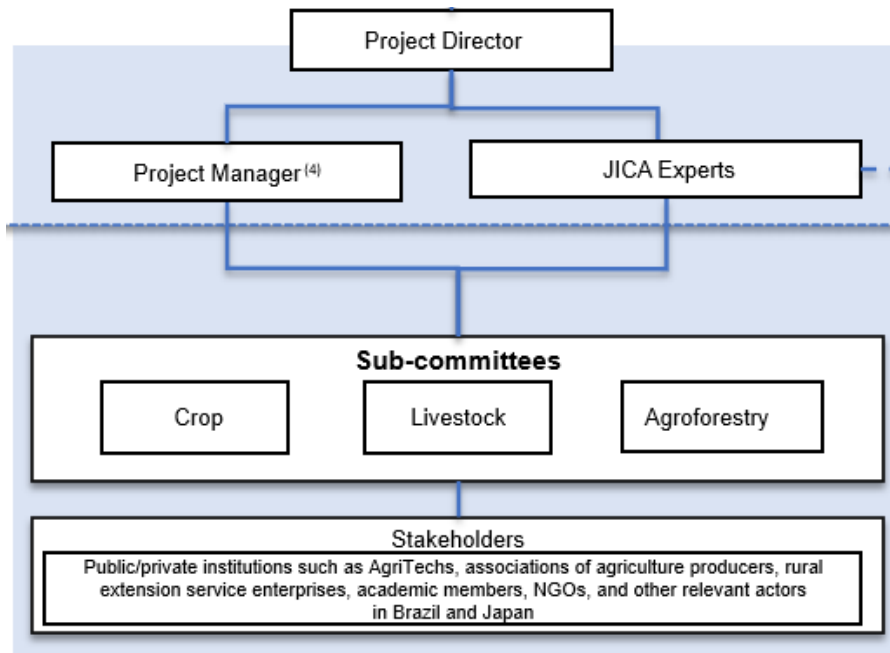 Project Director
Project Manager (4)
JICA Experts
Sub-committees
Crop
Livestock
Agroforestry
Stakeholders
Public/private institutions such as AgriTechs, associations of agriculture producers, rural
extension service enterprises, academic members, NGOs, and other relevant actors
in Brazil and Japan